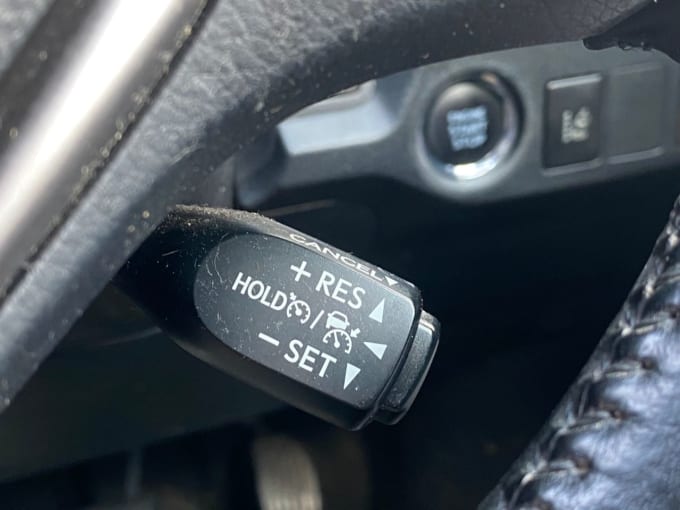 CANCEL
+ RES
HOLD /
− SET